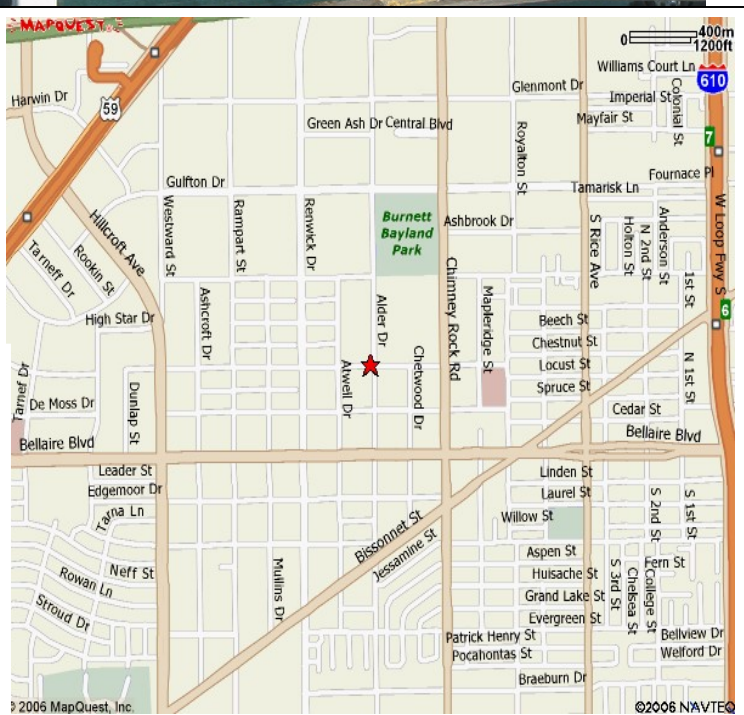 MAPQUEST
400m
0
1200ft
Williams Court Ln
610
59
Glenmont Dr
Imperial St
Colonial St
Harwin Dr
Mayfair St
Food
Central Blvd
Green Ash Dr
Royalton St
7
Fournace Pl
Gulfton Dr
Tamarisk Ln
Burnett
Bayland
Park
Ashbrook Dr
Hillcroft Ave
Westward St
Rampart St
Renwick Dr
S Rice Ave
Holton St
N 2nd St
Anderson St
W Loop Fwy S
Tarneff Dr
Rookin St
Chimney Rock Rd
Mapleridge St
1st St
6
High Star Dr
Ashcroft Dr
Alder Dr
Beech St
Chestnut St
Locust St
Spruce St
N 1st St
Tarnef Dr
De Moss Dr
Dunlap St
Atwell Dr
Chetwood Dr
Cedar St
Bellaire Blvd
Bellaire Blvd
Leader St
Edgemoor Dr
Tarna Ln
Linden St
Laurel St
Willow St
S 2nd St
S 1st St
Bissonnet St
Jessamine St
Neff St
Rowan Ln
Stroud Dr
Mullins Dr
Aspen St
Huisache St
Grand Lake St
Evergreen St
S 3rd St
Chelsea St
College St
Fern St
Patrick Henry St
Pocahontas St
Bellview Dr
Welford Dr
Braeburn Dr
© 2006 MapQuest, Inc.
©2006 NAVTEQ